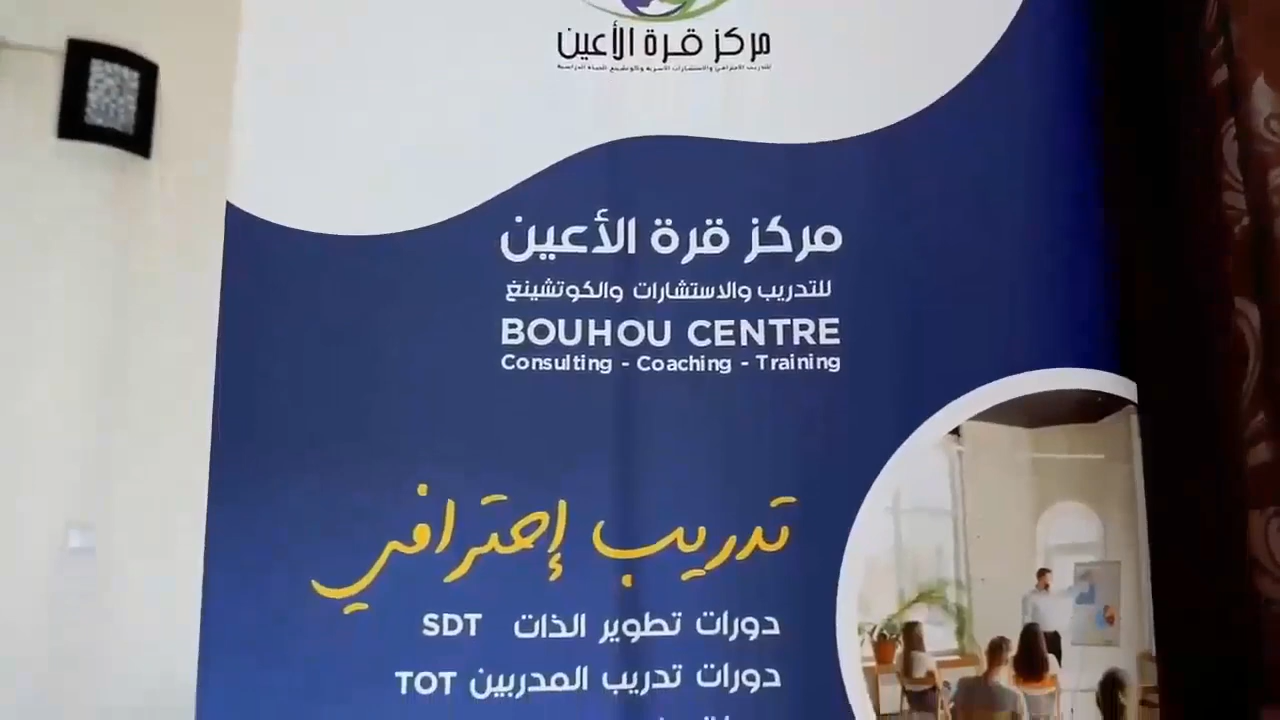 مركز قرة الأعين
مركز قرة الأعين
للتدريب والاستشارات والكوتشينغ
BOUHOU CENTRE
Consulting - Coaching - Training
تدريب إحترافي
دورات تطوير الذات SDT
دورات تدريب المدربين TOT